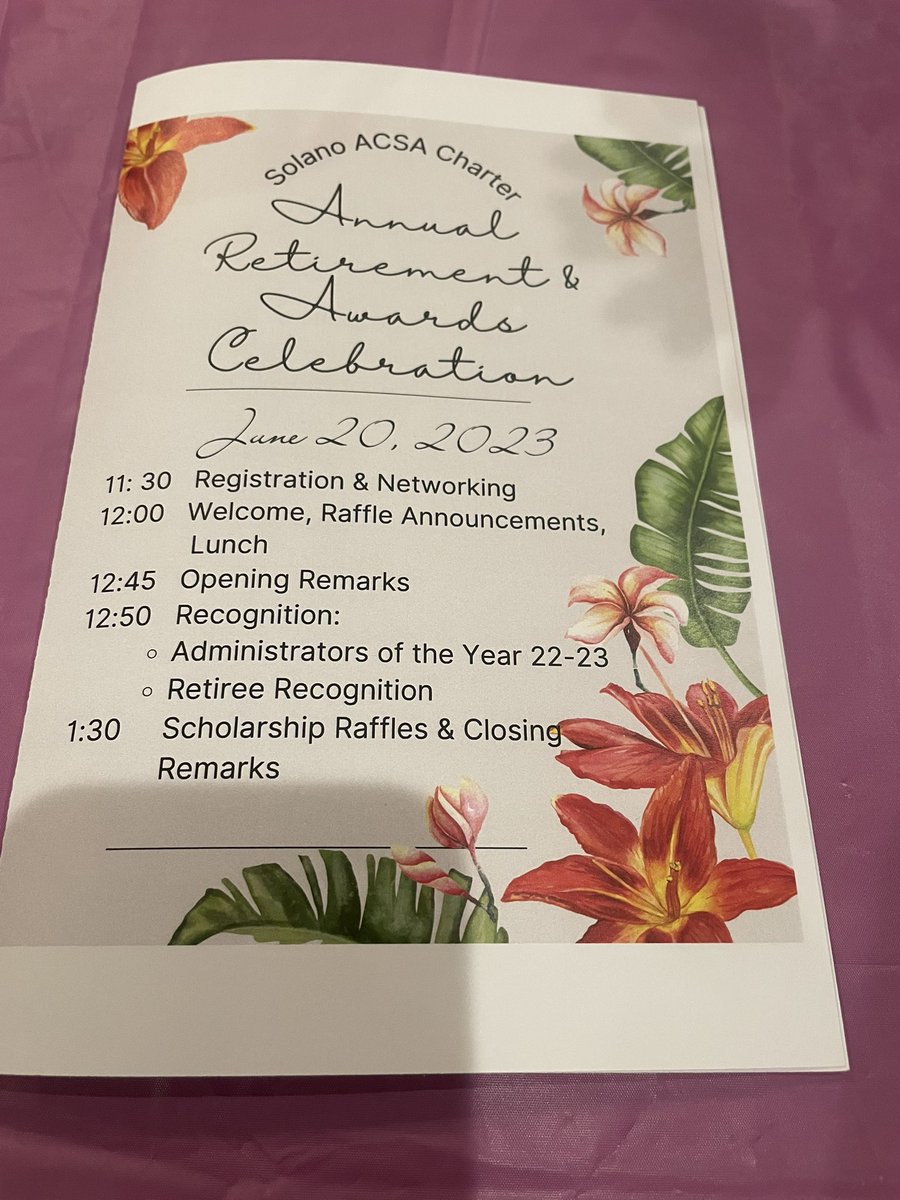 Solano ACSA Charter
Annual
Retirement &
Awards
Celebration
June 20, 2023
11: 30 Registration & Networking
12:00 Welcome, Raffle Announcements,
Lunch
12:45 Opening Remarks
12:50 Recognition:
○ Administrators of the Year 22-23
○ Retiree Recognition
1:30 Scholarship Raffles & Closing
Remarks